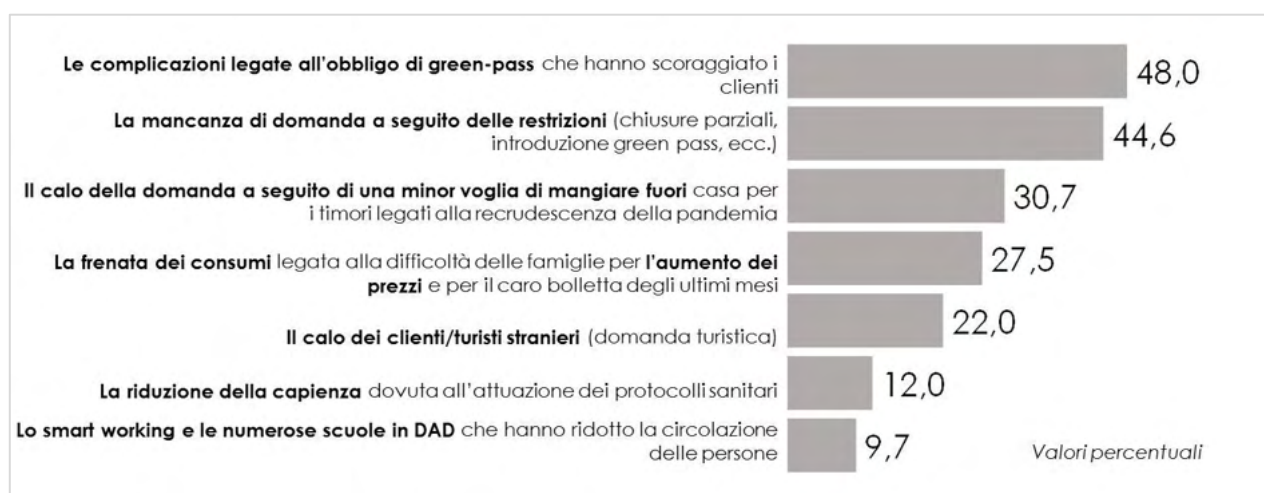 Le complicazioni legate all'obbligo di green-pass che hanno scoraggiato i
clienti
48,0
La mancanza di domanda a seguito delle restrizioni (chiusure parziali,
introduzione green pass, ecc.)
44,6
Il calo della domanda a seguito di una minor voglia di mangiare fuori casa per
i timori legati alla recrudescenza della pandemia
30,7
La frenata dei consumi legata alla difficoltà delle famiglie per l'aumento dei
prezzi e per il caro bolletta degli ultimi mesi
27,5
Il calo dei clienti/turisti stranieri (domanda turistica)
22,0
La riduzione della capienza dovuta all'attuazione dei protocolli sanitari
12,0
Lo smart working e le numerose scuole in DAD che hanno ridotto la circolazione
delle persone
9,7
Valori percentuali